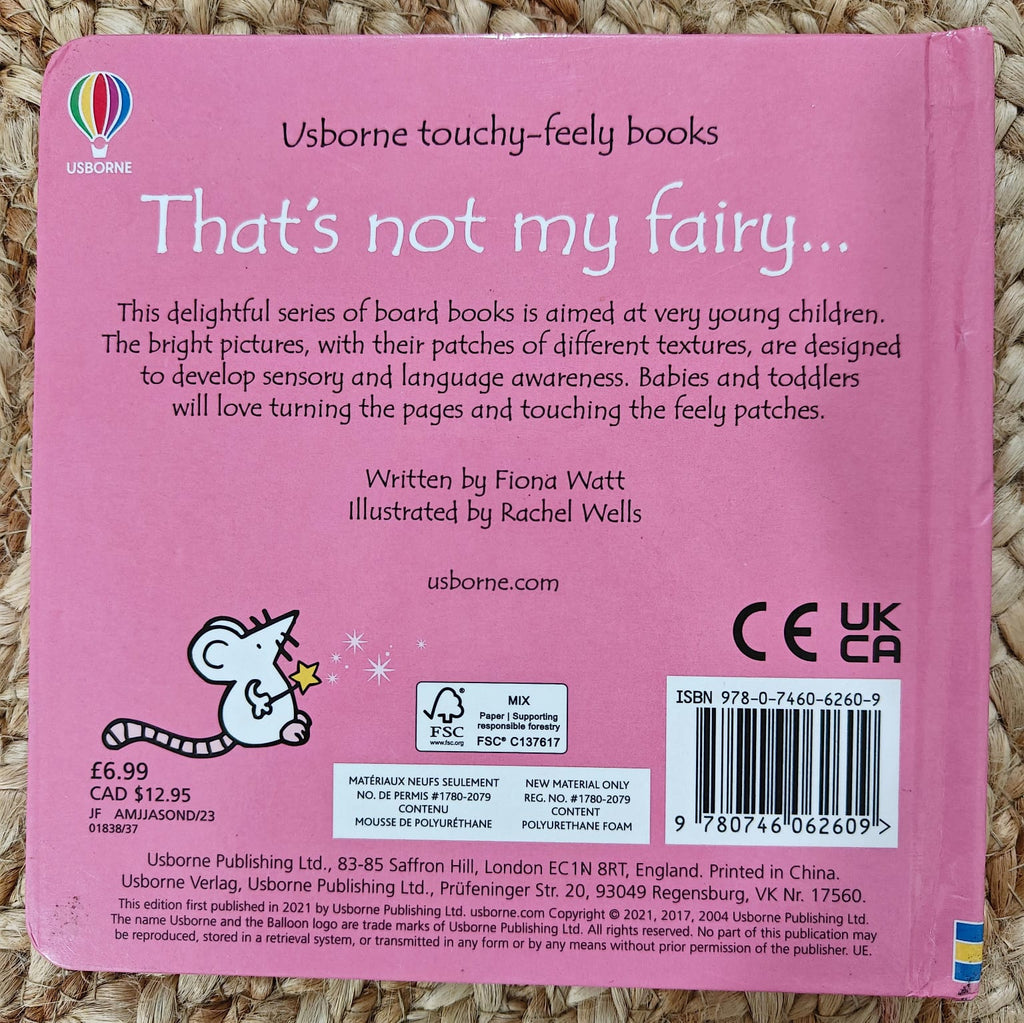 USBORNE
Usborne touchy-feely books
That's not my fairy...
This delightful series of board books is aimed at very young children.
The bright pictures, with their patches of different textures, are designed
to develop sensory and language awareness. Babies and toddlers
will love turning the pages and touching the feely patches.
Written by Fiona Watt
Illustrated by Rachel Wells
usborne.com
CE
UK
CA
£6.99
CAD $12.95
JF AMJJASOND/23
01838/37
FSC
www.fsc.org
MIX
Paper | Supporting
responsible forestry
FSC® C137617
MATÉRIAUX NEUFS SEULEMENT
NO. DE PERMIS #1780-2079
CONTENU
MOUSSE DE POLYURÉTHANE
NEW MATERIAL ONLY
REG. NO. #1780-2079
CONTENT
POLYURETHANE FOAM
ISBN 978-0-7460-6260-9
9 780746 062609 >
Usborne Publishing Ltd., 83-85 Saffron Hill, London EC1N 8RT, England. Printed in China.
Usborne Verlag, Usborne Publishing Ltd., Prüfeninger Str. 20, 93049 Regensburg, VK Nr. 17560.
This edition first published in 2021 by Usborne Publishing Ltd. usborne.com Copyright © 2021, 2017, 2004 Usborne Publishing Ltd.
The name Usborne and the Balloon logo are trade marks of Usborne Publishing Ltd. All rights reserved. No part of this publication may
be reproduced, stored in a retrieval system, or transmitted in any form or by any means without prior permission of the publisher. UE.